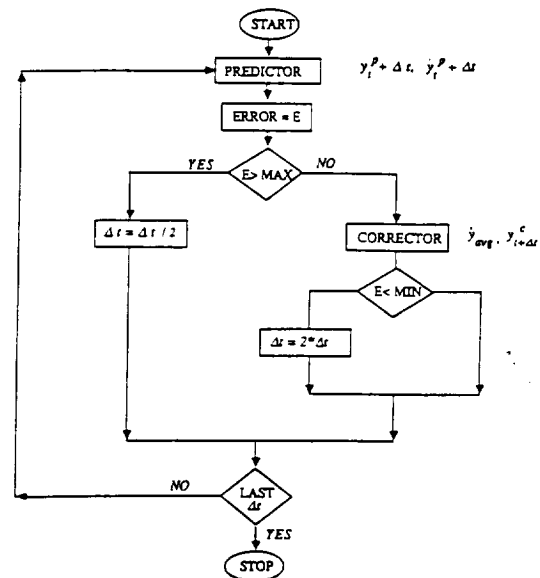 START
PREDICTOR
y_t^p + Δt, ẏ_t^p + Δt
ERROR = E
YES
E> MAX
NO
Δt = Δt / 2
CORRECTOR
ẏ_avg, y_{t+Δt}^c
E< MIN
Δt = 2*Δt
NO
LAST
Δt
YES
STOP